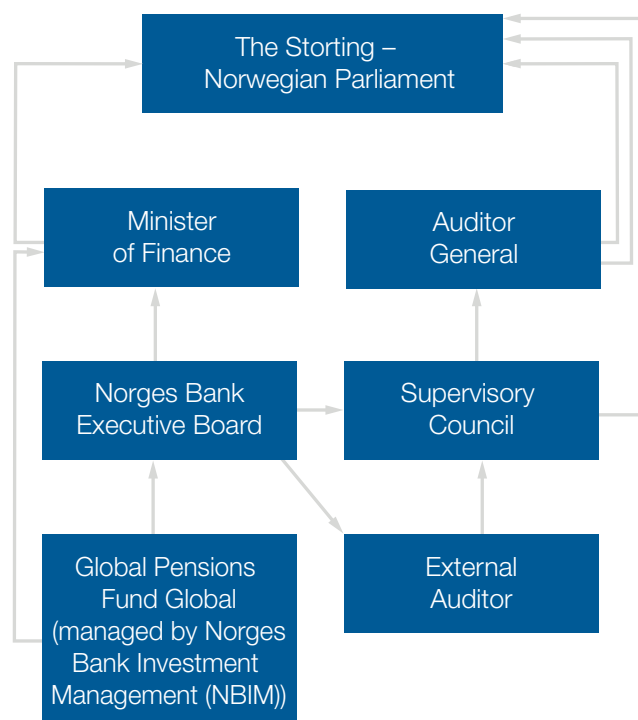 The Storting –
Norwegian Parliament
Minister
of Finance
Auditor
General
Norges Bank
Executive Board
Supervisory
Council
Global Pensions
Fund Global
(managed by Norges
Bank Investment
Management (NBIM))
External
Auditor